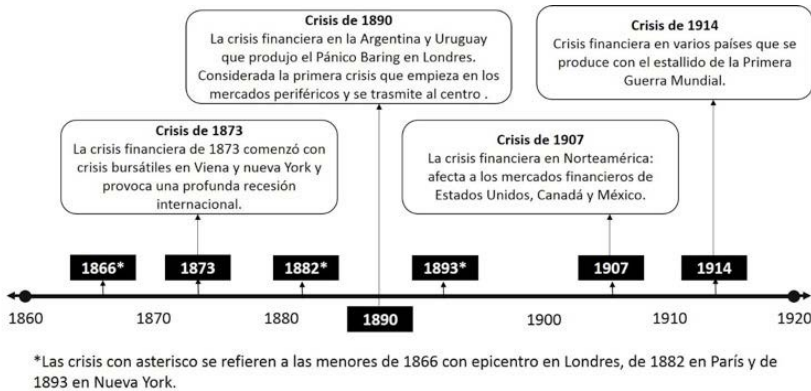 Crisis de 1890
La crisis financiera en la Argentina y Uruguay
que produjo el Pánico Baring en Londres.
Considerada la primera crisis que empieza en los
mercados periféricos y se trasmite al centro .
Crisis de 1914
Crisis financiera en varios países que se
produce con el estallido de la Primera
Guerra Mundial.
Crisis de 1873
La crisis financiera de 1873 comenzó con
crisis bursátiles en Viena y nueva York y
provoca una profunda recesión
internacional.
Crisis de 1907
La crisis financiera en Norteamérica:
afecta a los mercados financieros de
Estados Unidos, Canadá y México.
1866* 1873 1882* 1893* 1907 1914
1860 1870 1880 1890 1900 1910 1920
*Las crisis con asterisco se refieren a las menores de 1866 con epicentro en Londres, de 1882 en París y de
1893 en Nueva York.